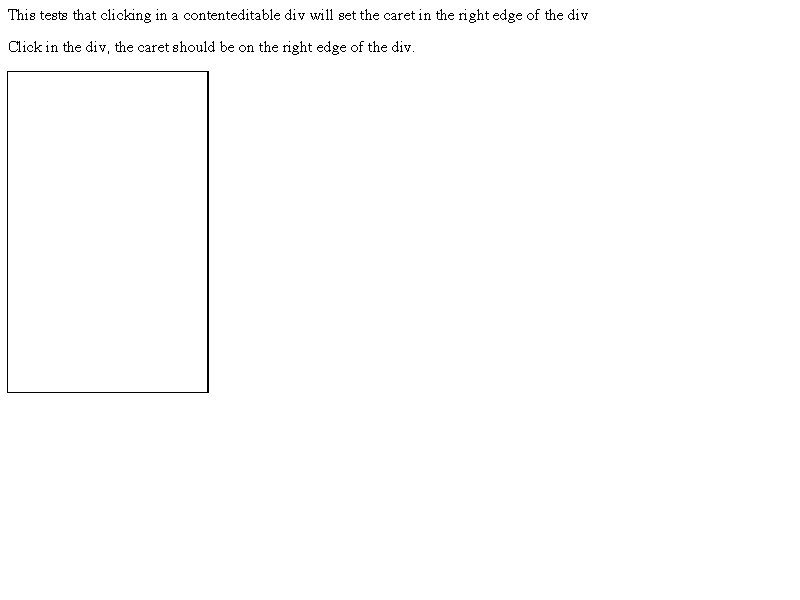 This tests that clicking in a contenteditable div will set the caret in the right edge of the div
Click in the div, the caret should be on the right edge of the div.